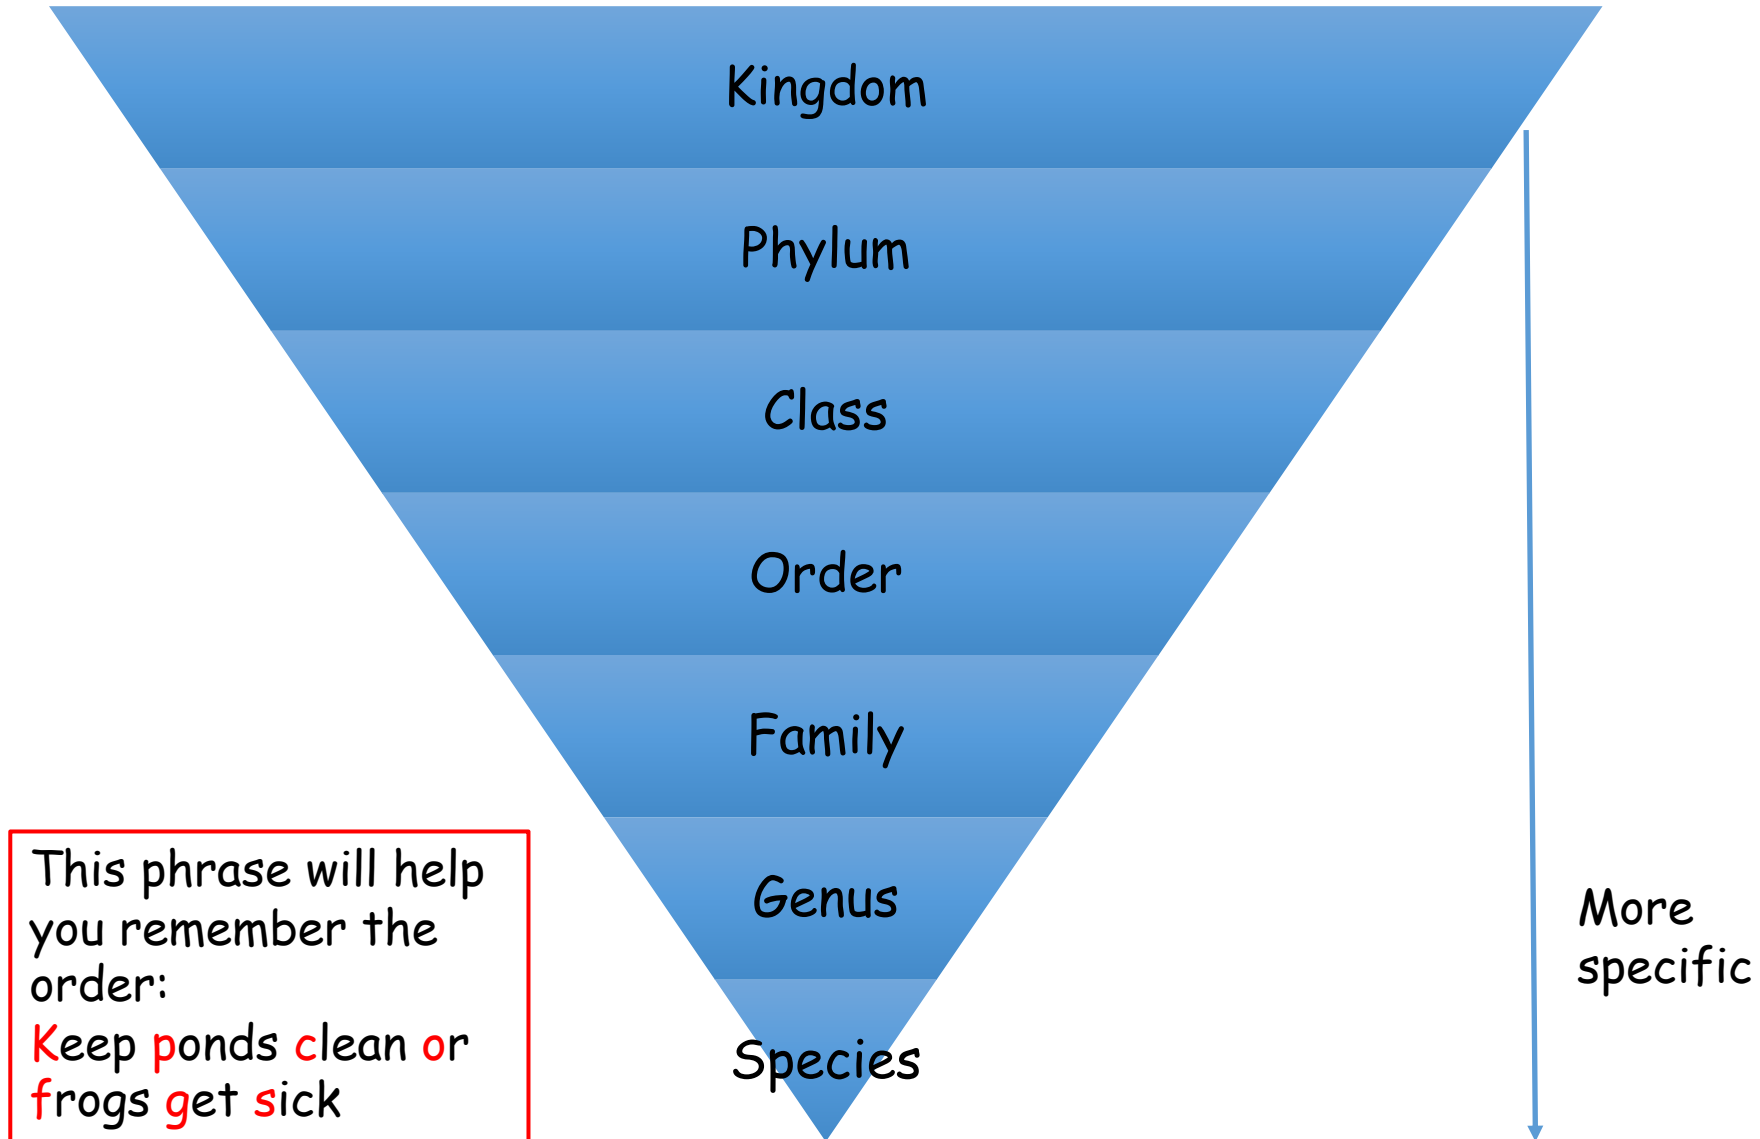 Kingdom
Phylum
Class
Order
Family
Genus
Species
This phrase will help
you remember the
order:
Keep ponds clean or
frogs get sick
More
specific